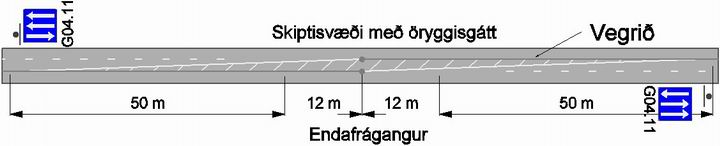 G04.11
Skiptisvæði með öryggisgátt
Vegrið
50 m
12 m
12 m
50 m
G04.11
Endafrágangur